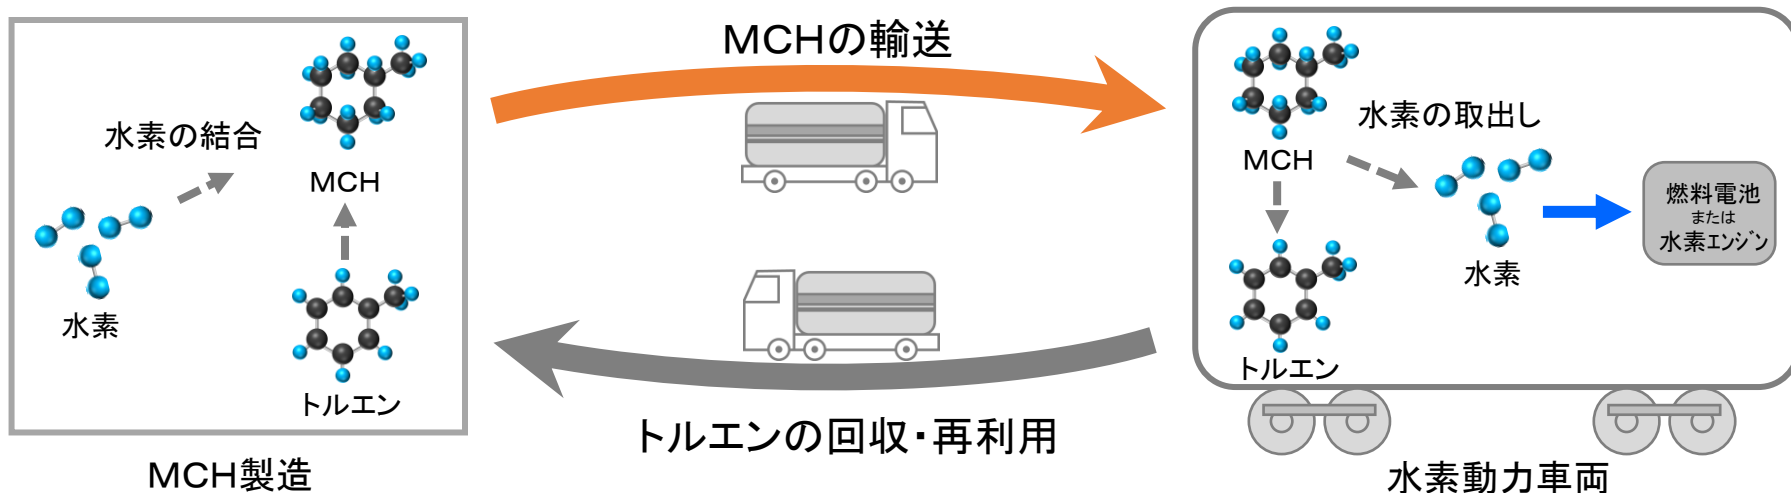 MCHの輸送
水素の結合
MCH
水素
トルエン
MCH製造
トルエンの回収・再利用
MCH
水素の取出し
水素
トルエン
燃料電池
または
水素エンジン
水素動力車両